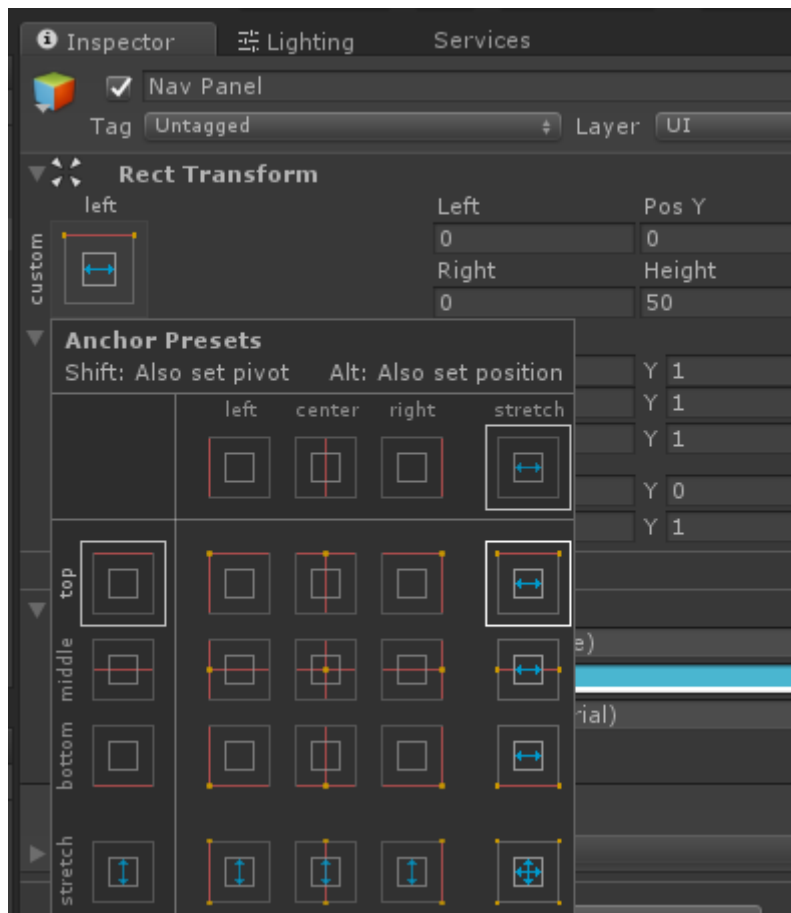 Inspector Lighting Services
Nav Panel
Tag Untagged Layer UI
Rect Transform
left Left Pos Y
custom 0 0
Right Height
0 50
Anchor Presets
Shift: Also set pivot Alt: Also set position
Y 1
Y 1
Y 1
Y 0
Y 1
left center right stretch
top
middle
e)
bottom
rial)
stretch